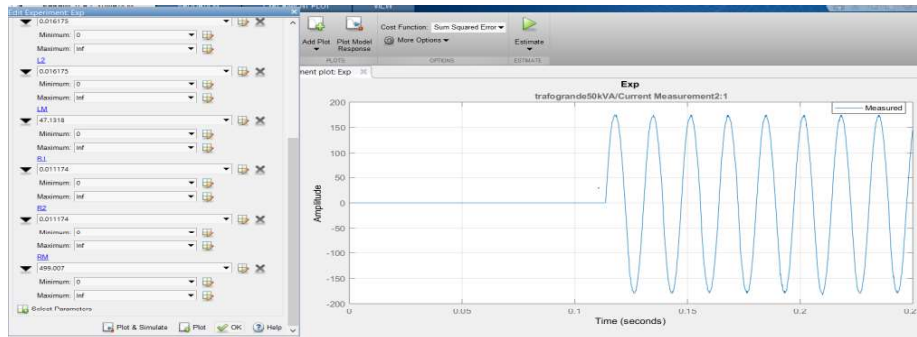 Edit Experiment: Exp
0.016175
Minimum: 0
Maximum: Inf
L2
0.016175
Minimum: 0
Maximum: Inf
LM
47.1318
Minimum: 0
Maximum: Inf
R1
0.011174
Minimum: 0
Maximum: Inf
R2
0.011174
Minimum: 0
Maximum: Inf
RM
499.007
Minimum: 0
Maximum: Inf
Select Parameters
Plot & Simulate Plot OK Help
PLOT VIEW
Add Plot Plot Model Response
Cost Function: Sum Squared Error
More Options
Estimate
PLOTS OPTIONS ESTIMATE
ment plot: Exp
Exp
trafogrande50kVA/Current Measurement2:1
Measured
200
150
100
50
0
-50
-100
-150
-200
Amplitude
0 0.05 0.1 0.15 0.2 0.2
Time (seconds)